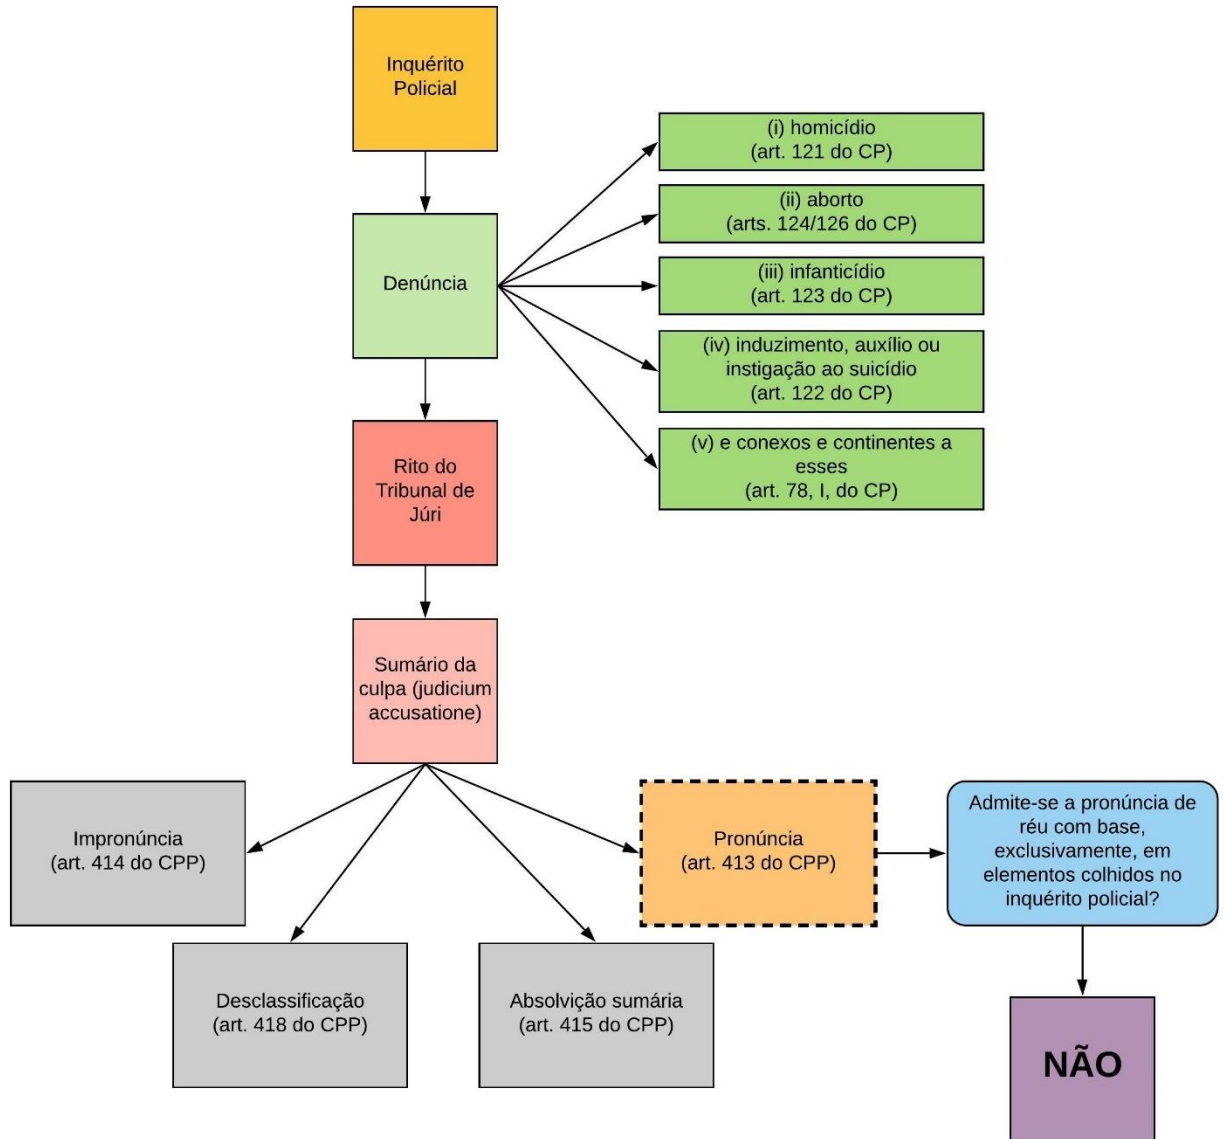 Inquérito
Policial
Denúncia
(i) homicídio
(art. 121 do CP)
(ii) aborto
(arts. 124/126 do CP)
(iii) infanticídio
(art. 123 do CP)
(iv) induzimento, auxílio ou
instigação ao suicídio
(art. 122 do CP)
(v) e conexos e continentes a
esses
(art. 78, I, do CP)
Rito do
Tribunal de
Júri
Sumário da
culpa (judicium
accusatione)
Impronúncia
(art. 414 do CPP)
Desclassificação
(art. 418 do CPP)
Absolvição sumária
(art. 415 do CPP)
Pronúncia
(art. 413 do CPP)
Admite-se a pronúncia de
réu com base,
exclusivamente, em
elementos colhidos no
inquérito policial?
NÃO